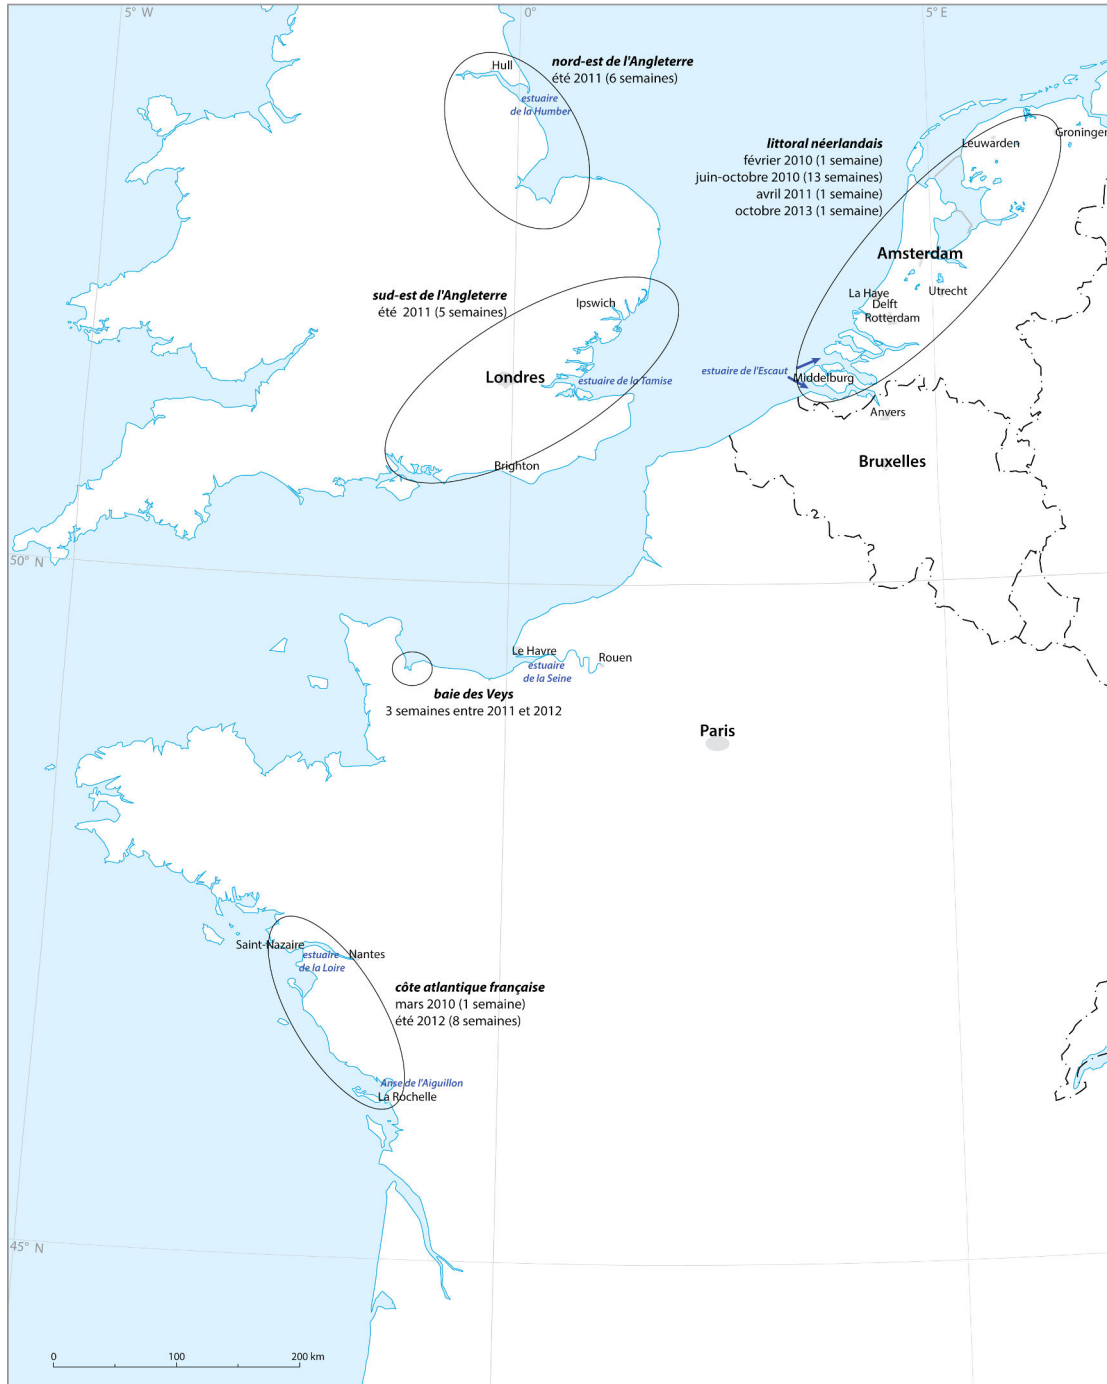 5° W
0°
5° E
Hull
nord-est de l'Angleterre
été 2011 (6 semaines)
estuaire
de la Humber
littoral néerlandais
février 2010 (1 semaine)
juin-octobre 2010 (13 semaines)
avril 2011 (1 semaine)
octobre 2013 (1 semaine)
Leuwarden
Groningen
Amsterdam
Utrecht
La Haye
Delft
Rotterdam
sud-est de l'Angleterre
été 2011 (5 semaines)
Ipswich
Londres
estuaire de la Tamise
estuaire de l'Escaut
Middelburg
Anvers
Brighton
Bruxelles
50° N
Le Havre
estuaire
de la Seine
Rouen
baie des Veys
3 semaines entre 2011 et 2012
Paris
Saint-Nazaire
estuaire
de la Loire
Nantes
côte atlantique française
mars 2010 (1 semaine)
été 2012 (8 semaines)
Anse de l'Aiguillon
La Rochelle
45° N
0
100
200 km